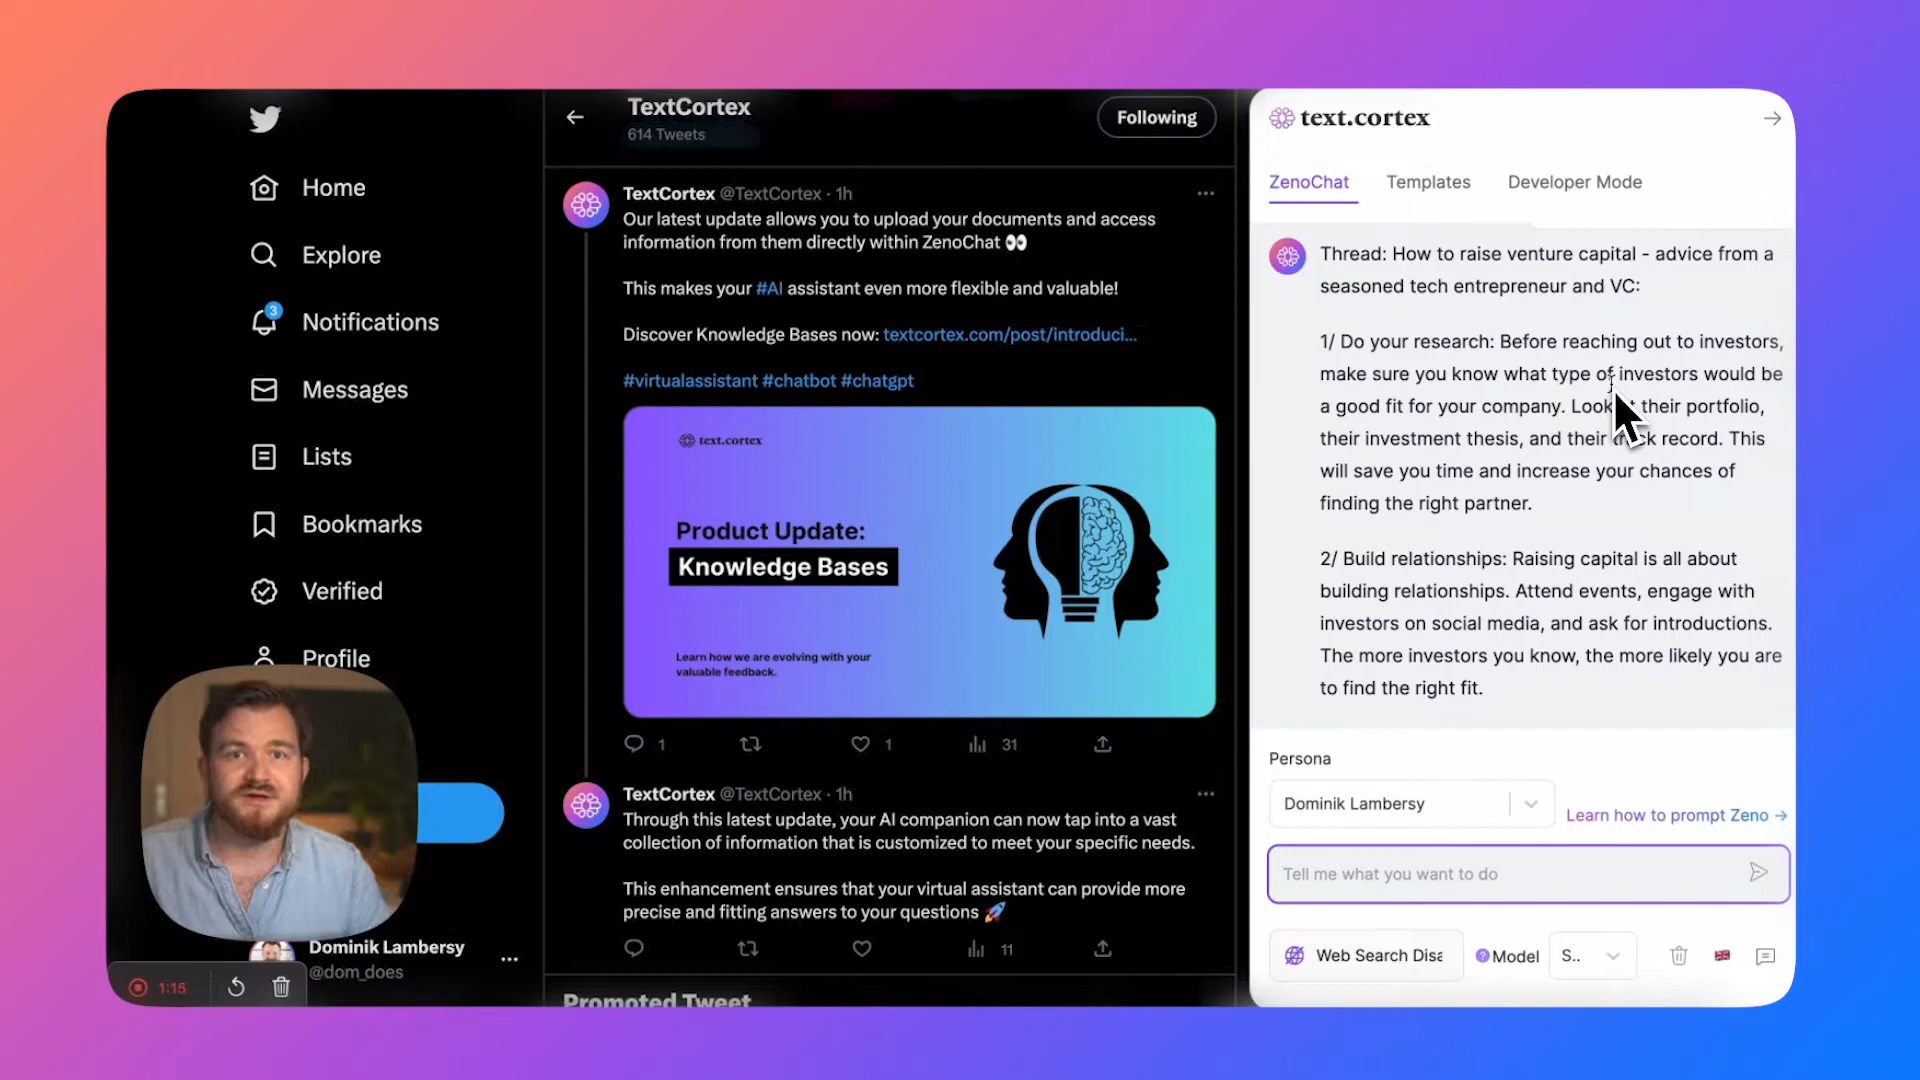 Home
Explore
3
Notifications
Messages
Lists
Bookmarks
Verified
Profile
Dominik Lambersy
@dom_does
1:15
TextCortex
614 Tweets
Following
TextCortex @TextCortex · 1h
Our latest update allows you to upload your documents and access
information from them directly within ZenoChat 👀
This makes your #AI assistant even more flexible and valuable!
Discover Knowledge Bases now: textcortex.com/post/introduci...
#virtualassistant #chatbot #chatgpt
text.cortex
Product Update:
Knowledge Bases
Learn how we are evolving with your
valuable feedback.
1 1 31
TextCortex @TextCortex · 1h
Through this latest update, your AI companion can now tap into a vast
collection of information that is customized to meet your specific needs.
This enhancement ensures that your virtual assistant can provide more
precise and fitting answers to your questions 🚀
11
Promoted Tweet
text.cortex
ZenoChat Templates Developer Mode
Thread: How to raise venture capital - advice from a
seasoned tech entrepreneur and VC:
1/ Do your research: Before reaching out to investors,
make sure you know what type of investors would be
a good fit for your company. Look their portfolio,
their investment thesis, and their record. This
will save you time and increase your chances of
finding the right partner.
2/ Build relationships: Raising capital is all about
building relationships. Attend events, engage with
investors on social media, and ask for introductions.
The more investors you know, the more likely you are
to find the right fit.
Persona
Dominik Lambersy
Learn how to prompt Zeno →
Tell me what you want to do
Web Search Disa
? Model
S..